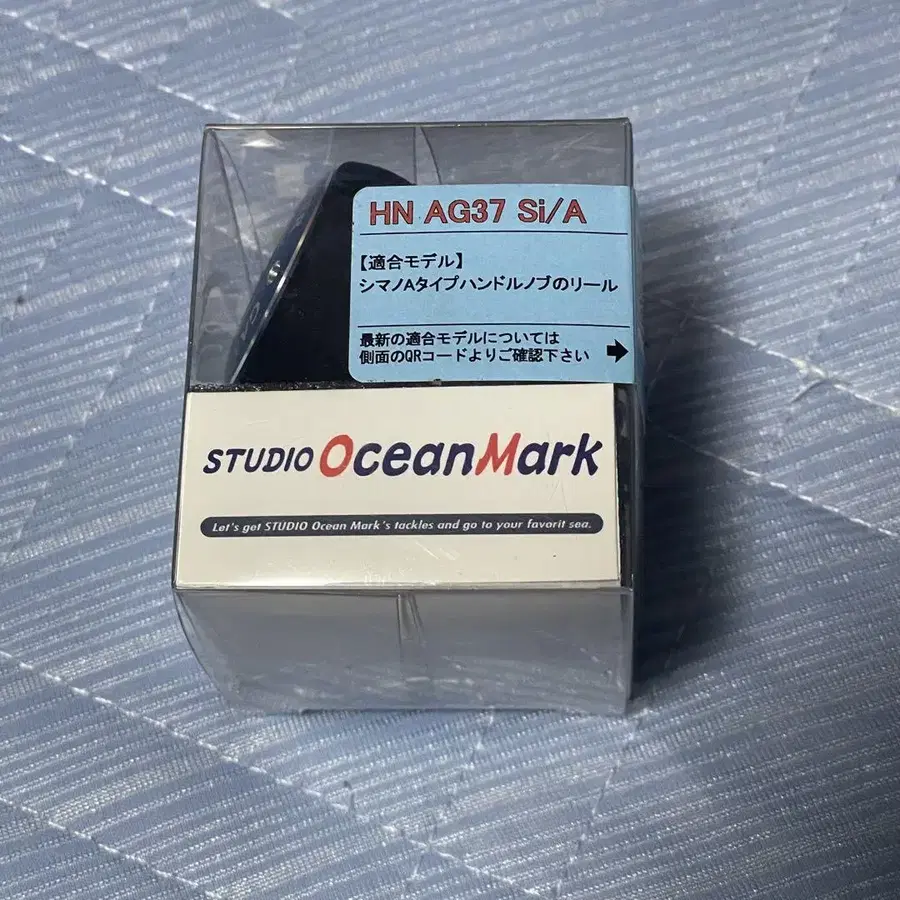 HN AG37 Si/A
【適合モデル】
シマノAタイプハンドルノブのリール
最新の適合モデルについては
側面のQRコードよりご確認下さい
STUDIO OceanMark
Let's get STUDIO Ocean Mark's tackles and go to your favorit sea.